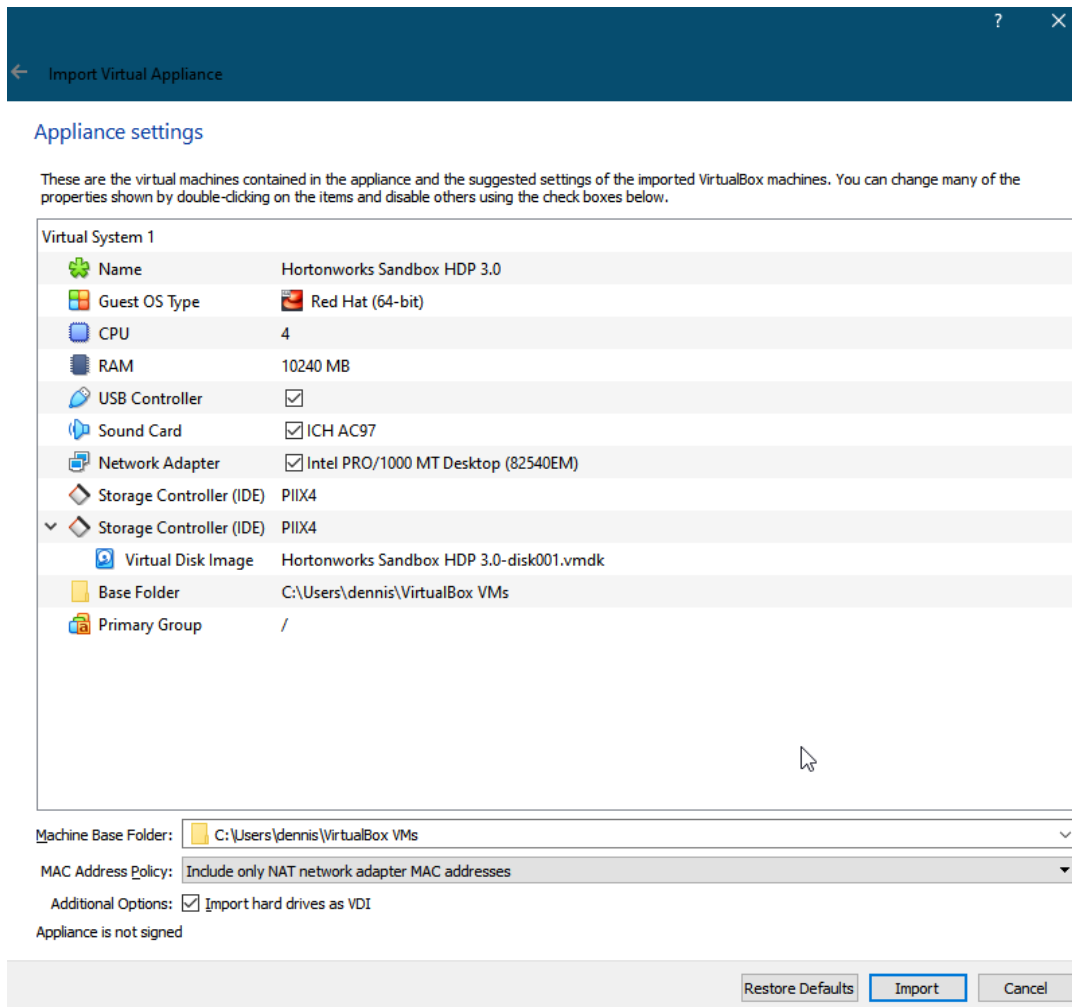 ?
Import Virtual Appliance
Appliance settings
These are the virtual machines contained in the appliance and the suggested settings of the imported VirtualBox machines. You can change many of the
properties shown by double-clicking on the items and disable others using the check boxes below.
Virtual System 1
Name Hortonworks Sandbox HDP 3.0
Guest OS Type Red Hat (64-bit)
CPU 4
RAM 10240 MB
USB Controller
Sound Card ICH AC97
Network Adapter Intel PRO/1000 MT Desktop (82540EM)
Storage Controller (IDE) PIIX4
Storage Controller (IDE) PIIX4
Virtual Disk Image Hortonworks Sandbox HDP 3.0-disk001.vmdk
Base Folder C:\Users\dennis\VirtualBox VMs
Primary Group /
Machine Base Folder: C:\Users\dennis\VirtualBox VMs
MAC Address Policy: Include only NAT network adapter MAC addresses
Additional Options: Import hard drives as VDI
Appliance is not signed
Restore Defaults Import Cancel